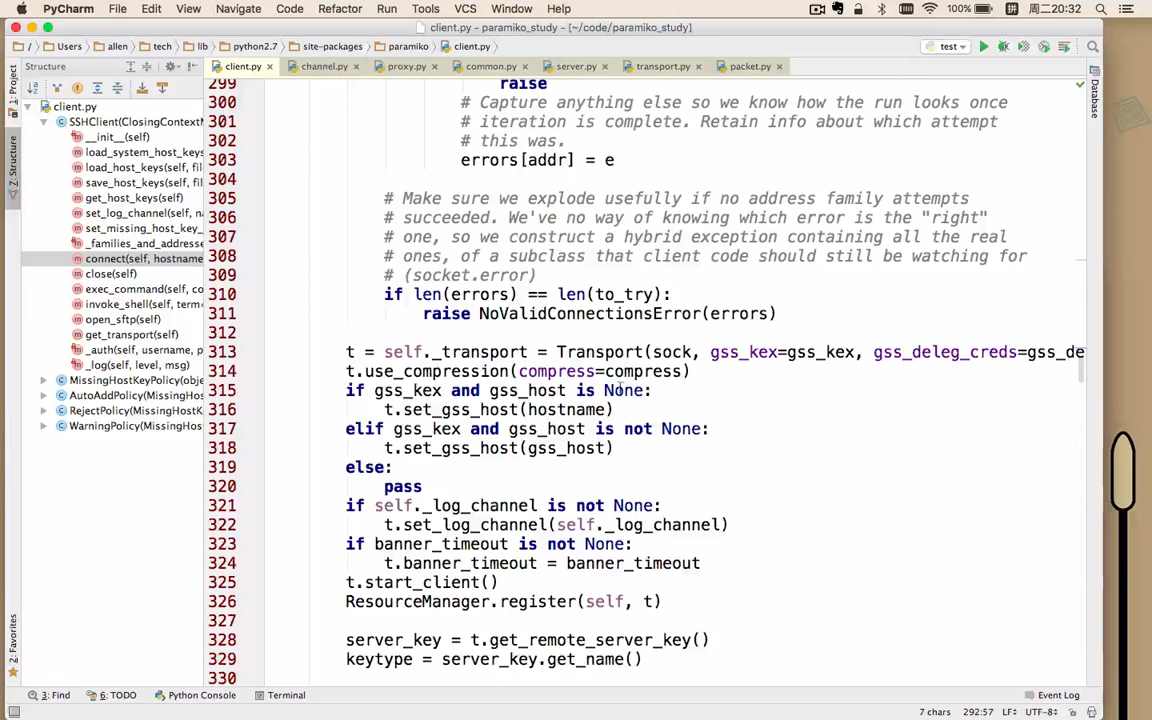 PyCharm File Edit View Navigate Code Refactor Run Tools VCS Window Help 100% 周二20:32
client.py - paramiko_study - [~/code/paramiko_study]
/ Users allen tech lib python2.7 site-packages paramiko client.py test
Structure client.py channel.py proxy.py common.py server.py transport.py packet.py
1: Project
Z: Structure
2: Favorites
Database
client.py
SSHClient(ClosingContextM
__init__(self)
load_system_host_keys
load_host_keys(self, fil
save_host_keys(self, fil
get_host_keys(self)
set_log_channel(self, na
set_missing_host_key_
_families_and_addresse
connect(self, hostname
close(self)
exec_command(self, co
invoke_shell(self, term=
open_sftp(self)
get_transport(self)
_auth(self, username, p
_log(self, level, msg)
MissingHostKeyPolicy(obje
AutoAddPolicy(MissingHost
RejectPolicy(MissingHostK
WarningPolicy(MissingHos
299 raise
300 # Capture anything else so we know how the run looks once
301 # iteration is complete. Retain info about which attempt
302 # this was.
303 errors[addr] = e
304
305 # Make sure we explode usefully if no address family attempts
306 # succeeded. We've no way of knowing which error is the "right"
307 # one, so we construct a hybrid exception containing all the real
308 # ones, of a subclass that client code should still be watching for
309 # (socket.error)
310 if len(errors) == len(to_try):
311 raise NoValidConnectionsError(errors)
312
313 t = self._transport = Transport(sock, gss_kex=gss_kex, gss_deleg_creds=gss_de
314 t.use_compression(compress=compress)
315 if gss_kex and gss_host is None:
316 t.set_gss_host(hostname)
317 elif gss_kex and gss_host is not None:
318 t.set_gss_host(gss_host)
319 else:
320 pass
321 if self._log_channel is not None:
322 t.set_log_channel(self._log_channel)
323 if banner_timeout is not None:
324 t.banner_timeout = banner_timeout
325 t.start_client()
326 ResourceManager.register(self, t)
327
328 server_key = t.get_remote_server_key()
329 keytype = server_key.get_name()
330
3: Find 6: TODO Python Console Terminal Event Log
7 chars 292:57 LF÷ UTF-8÷